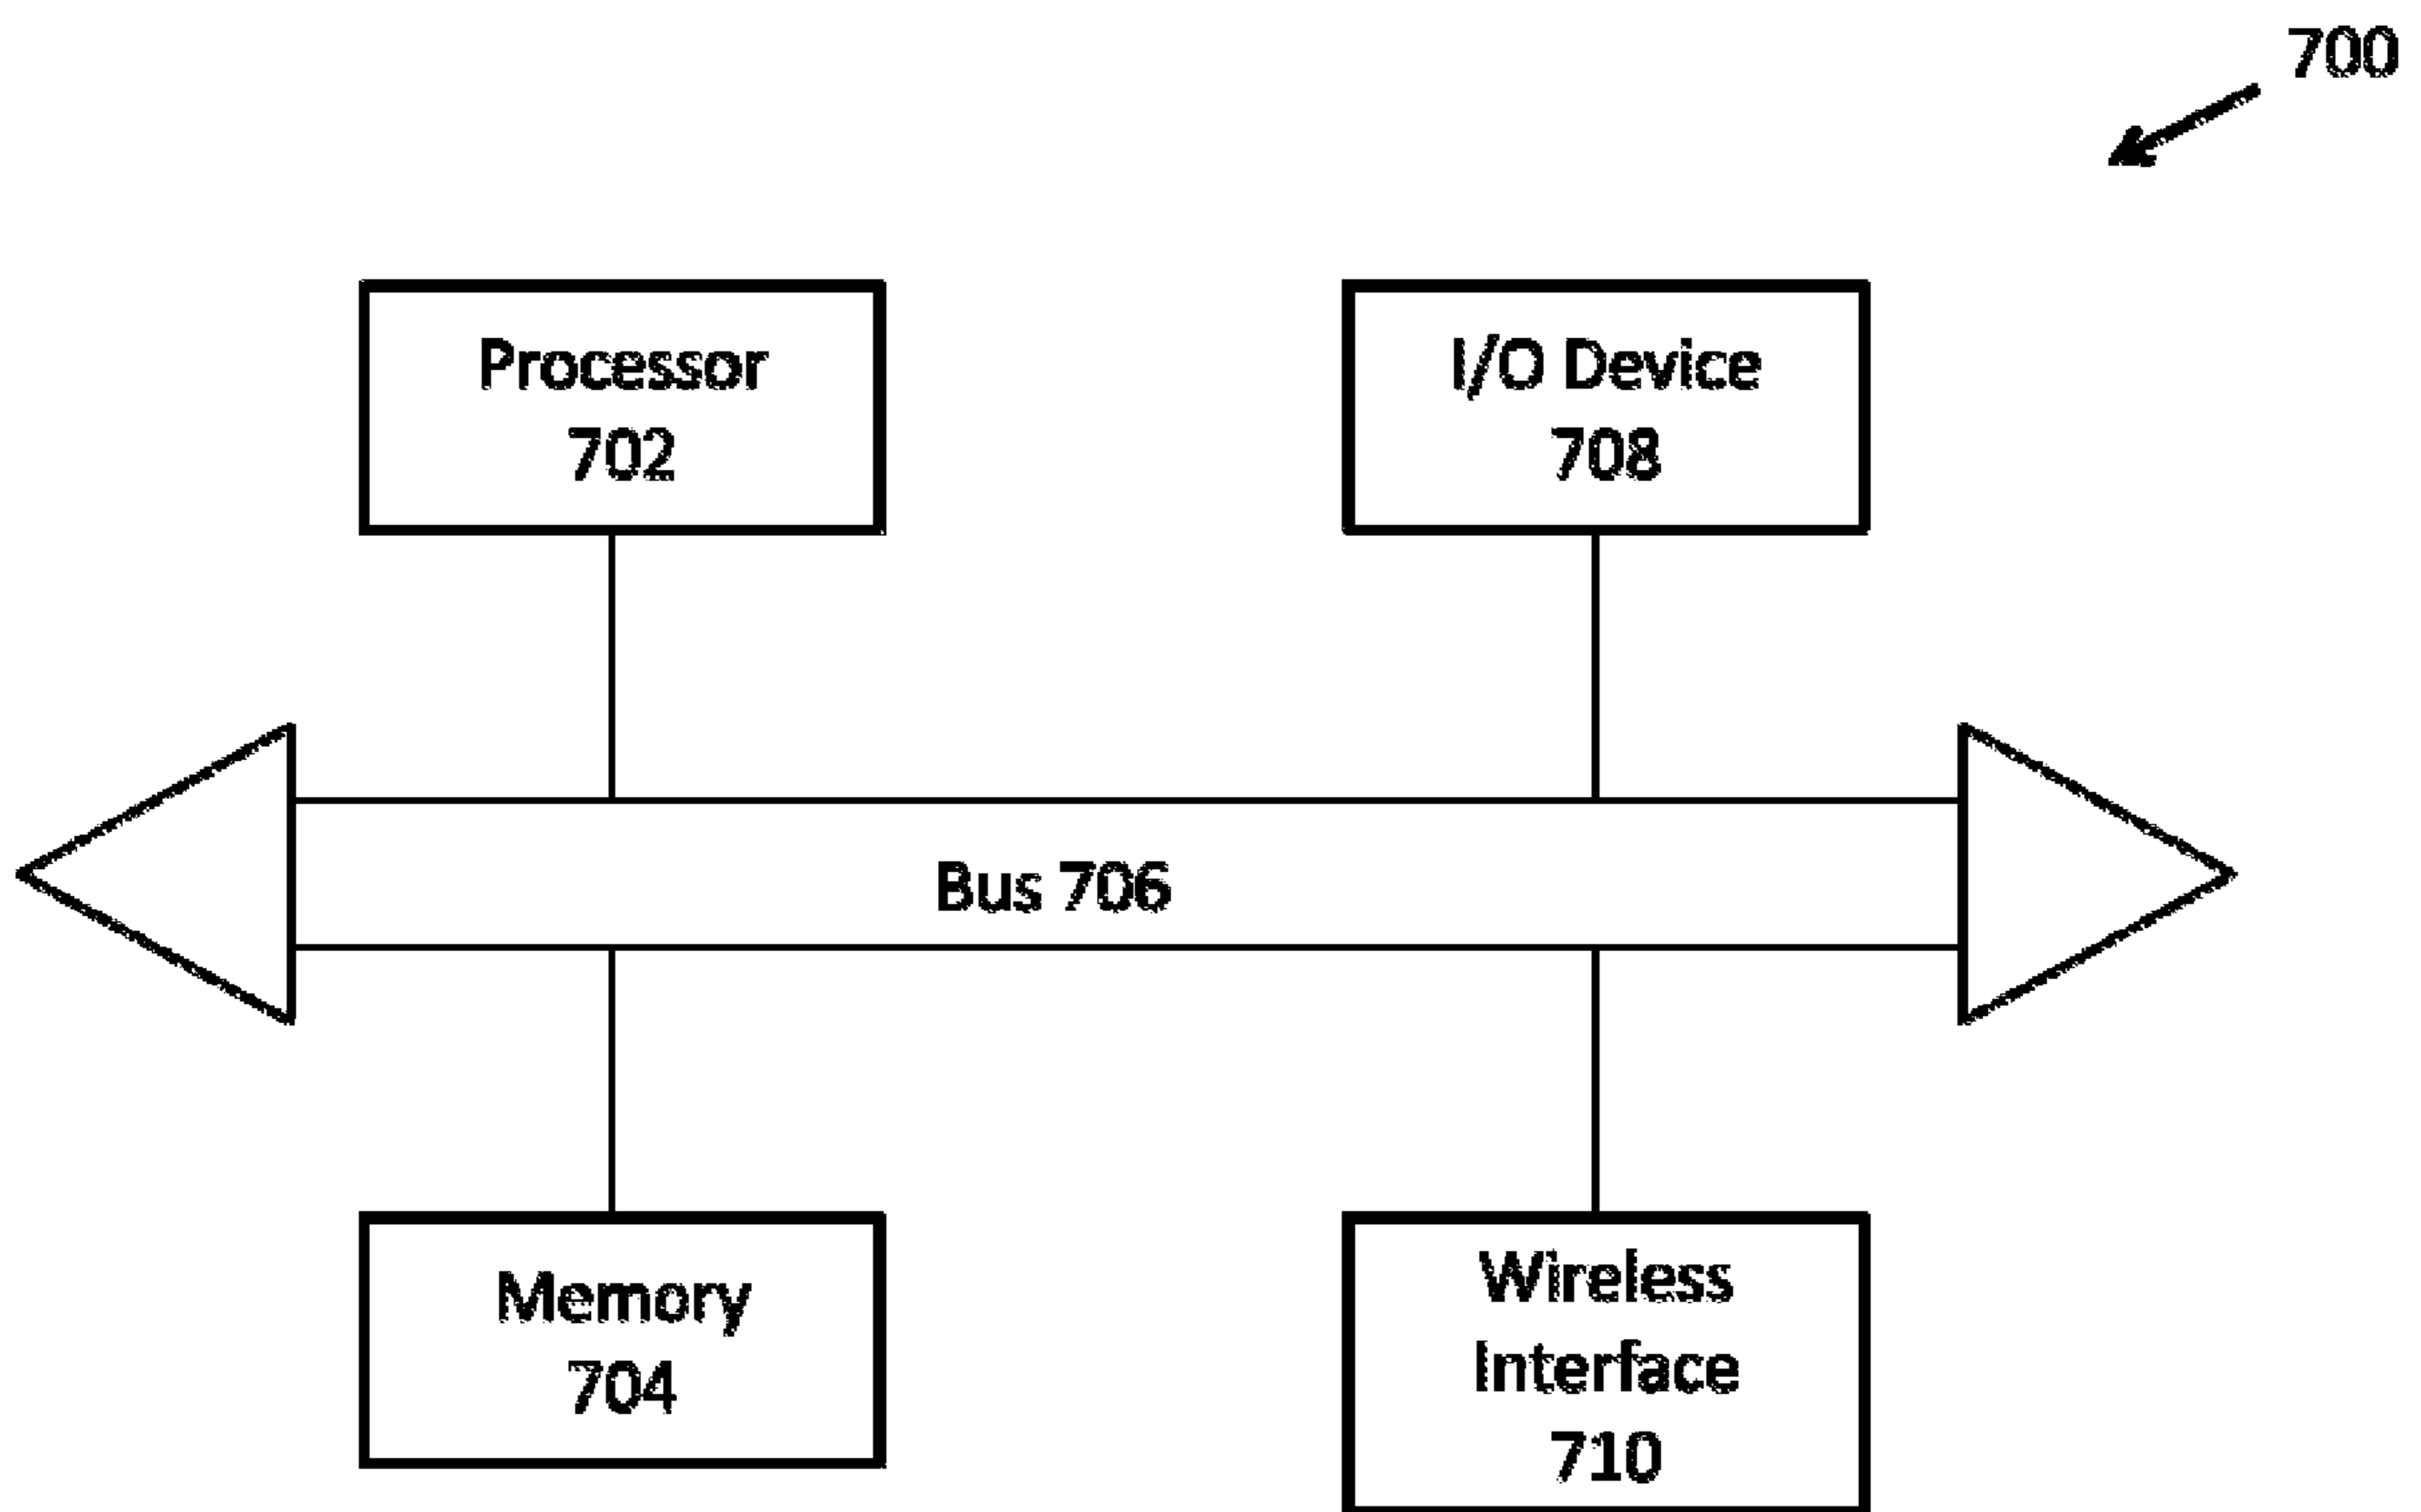 700
Processor
702
I/O Device
708
Bus 706
Memory
704
Wireless
Interface
710